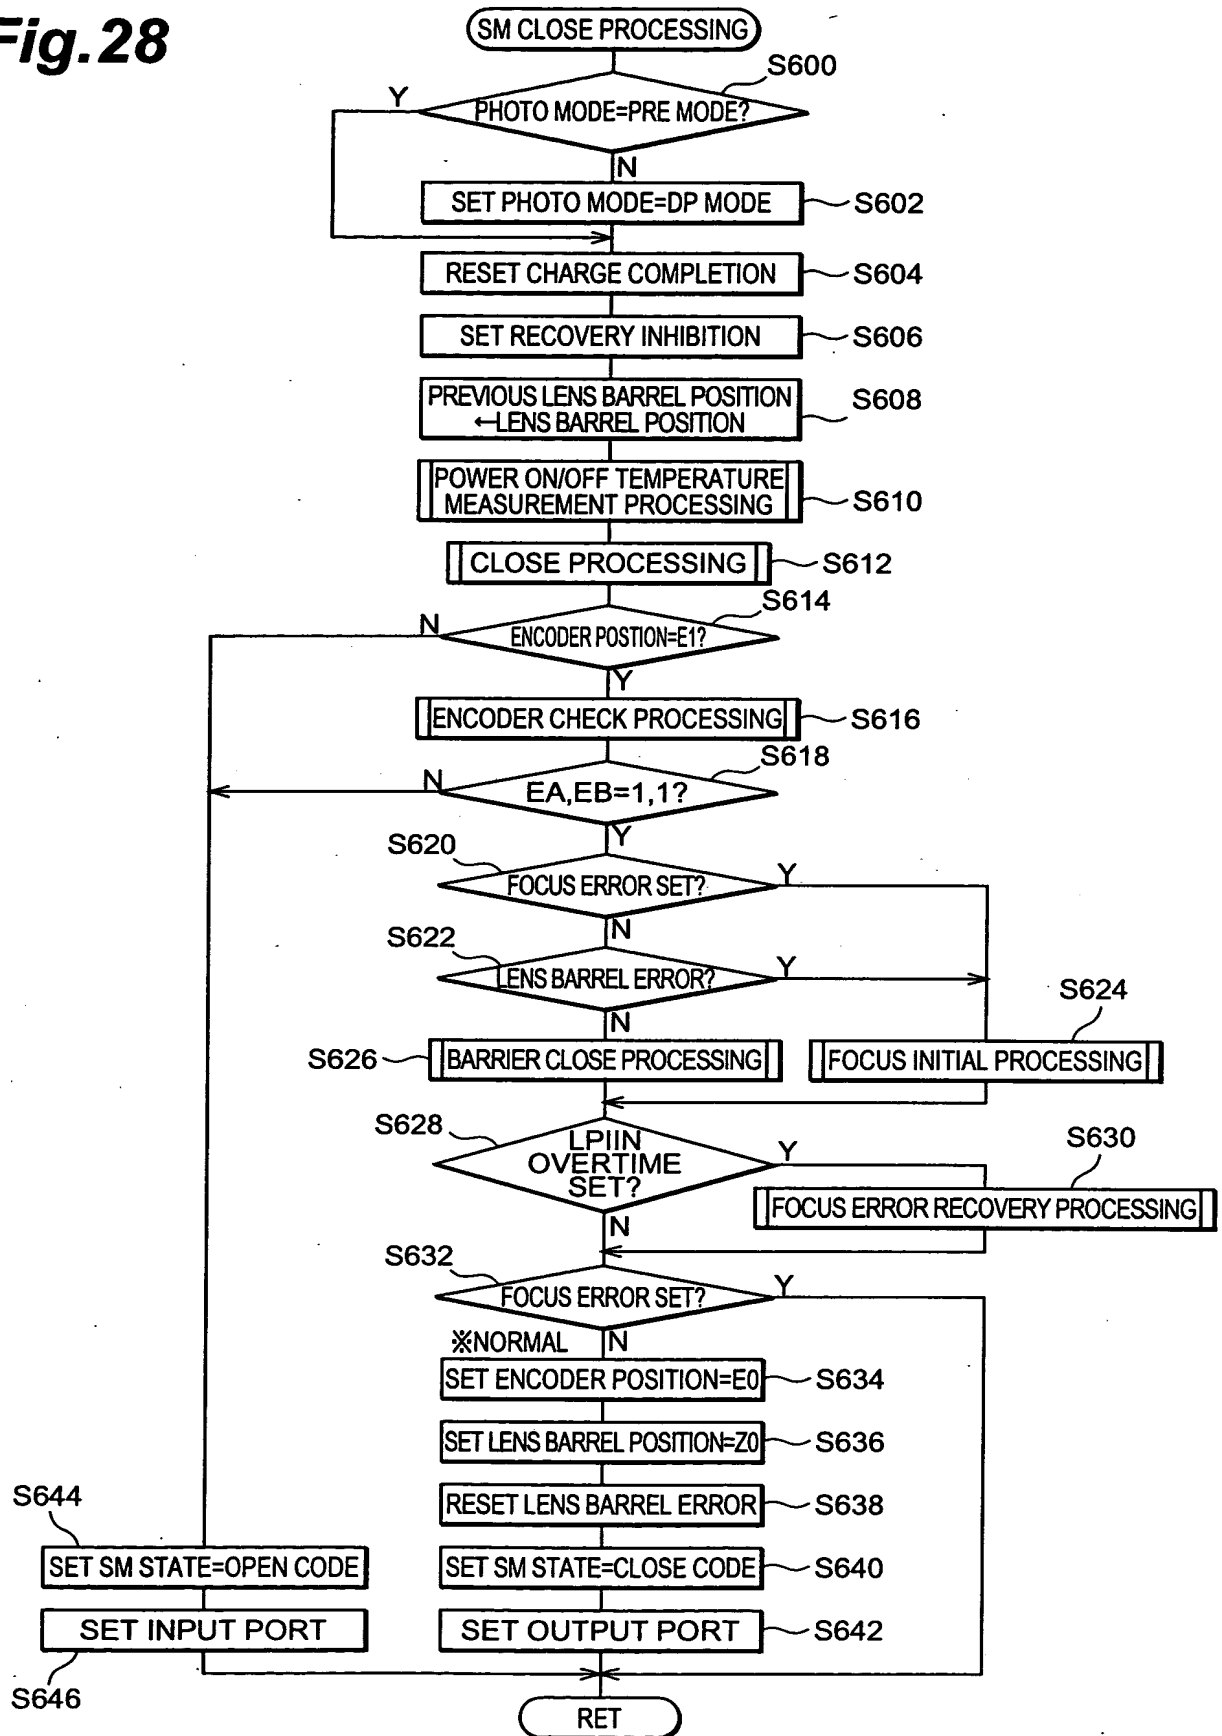 Fig.28
SM CLOSE PROCESSING
S600
Y
PHOTO MODE=PRE MODE?
N
SET PHOTO MODE=DP MODE
S602
RESET CHARGE COMPLETION
S604
SET RECOVERY INHIBITION
S606
PREVIOUS LENS BARREL POSITION
←LENS BARREL POSITION
S608
POWER ON/OFF TEMPERATURE
MEASUREMENT PROCESSING
S610
CLOSE PROCESSING
S612
S614
N
ENCODER POSTION=E1?
Y
ENCODER CHECK PROCESSING
S616
S618
N
EA,EB=1,1?
Y
S620
FOCUS ERROR SET?
Y
N
S622
LENS BARREL ERROR?
Y
N
S624
S626
BARRIER CLOSE PROCESSING
FOCUS INITIAL PROCESSING
S628
LPIIN
OVERTIME
SET?
Y
S630
FOCUS ERROR RECOVERY PROCESSING
N
S632
FOCUS ERROR SET?
Y
※NORMAL
N
SET ENCODER POSITION=E0
S634
SET LENS BARREL POSITION=Z0
S636
RESET LENS BARREL ERROR
S638
S644
SET SM STATE=OPEN CODE
SET SM STATE=CLOSE CODE
S640
SET INPUT PORT
SET OUTPUT PORT
S642
S646
RET